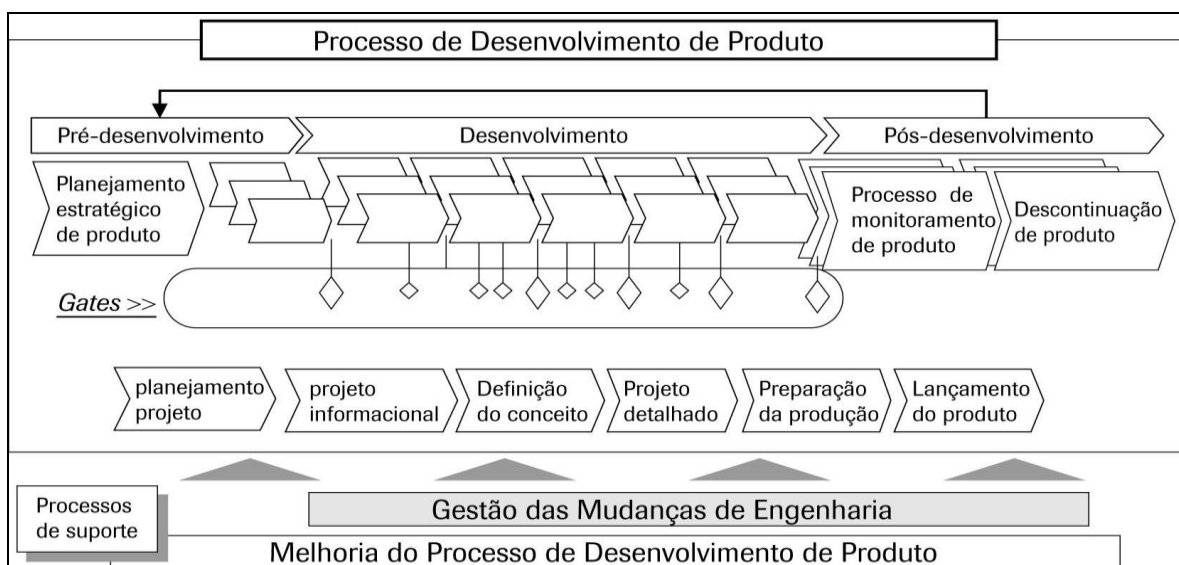 Processo de Desenvolvimento de Produto
Pré-desenvolvimento
Desenvolvimento
Pós-desenvolvimento
Planejamento
estratégico
de produto
Processo de
monitoramento
de produto
Descontinuação
de produto
Gates >>
planejamento
projeto
projeto
informacional
Definição
do conceito
Projeto
detalhado
Preparação
da produção
Lançamento
do produto
Processos
de suporte
Gestão das Mudanças de Engenharia
Melhoria do Processo de Desenvolvimento de Produto